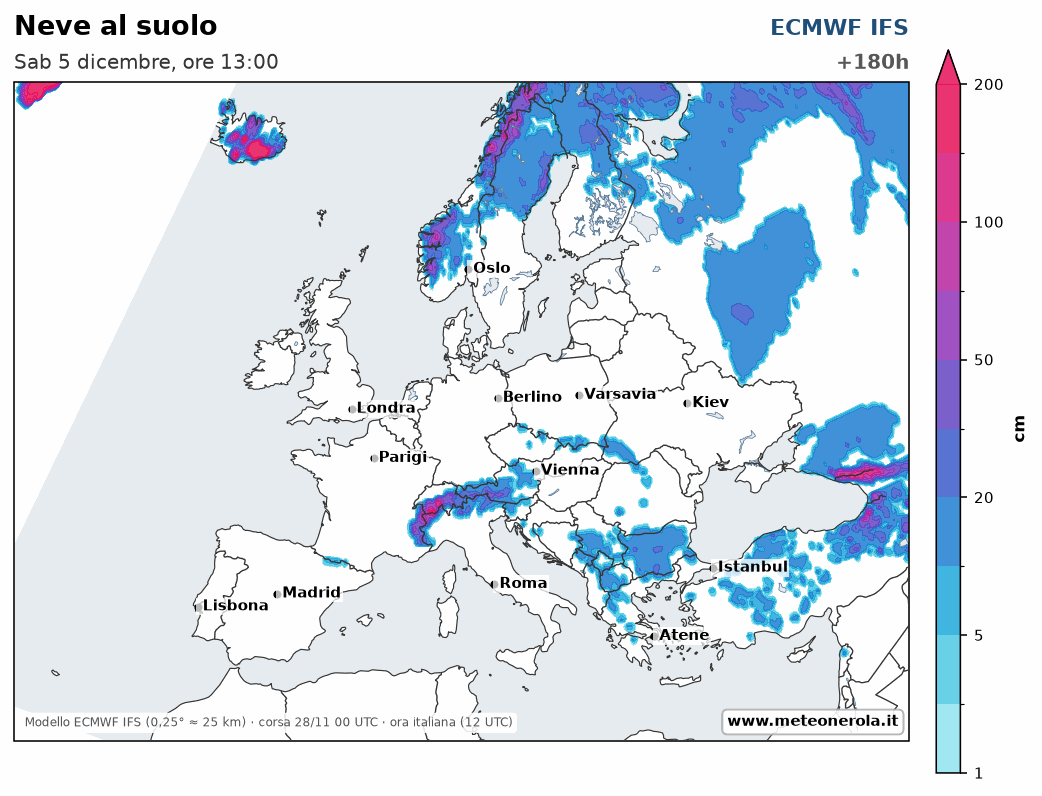 Neve al suolo
ECMWF IFS
Sab 5 dicembre, ore 13:00
+180h
200
100
50
20
5
1
cm
Oslo
Berlino
Varsavia
Kiev
Londra
Parigi
Vienna
Istanbul
Roma
Madrid
Lisbona
Atene
Modello ECMWF IFS (0,25° ≈ 25 km) · corsa 28/11 00 UTC · ora italiana (12 UTC)
www.meteonerola.it